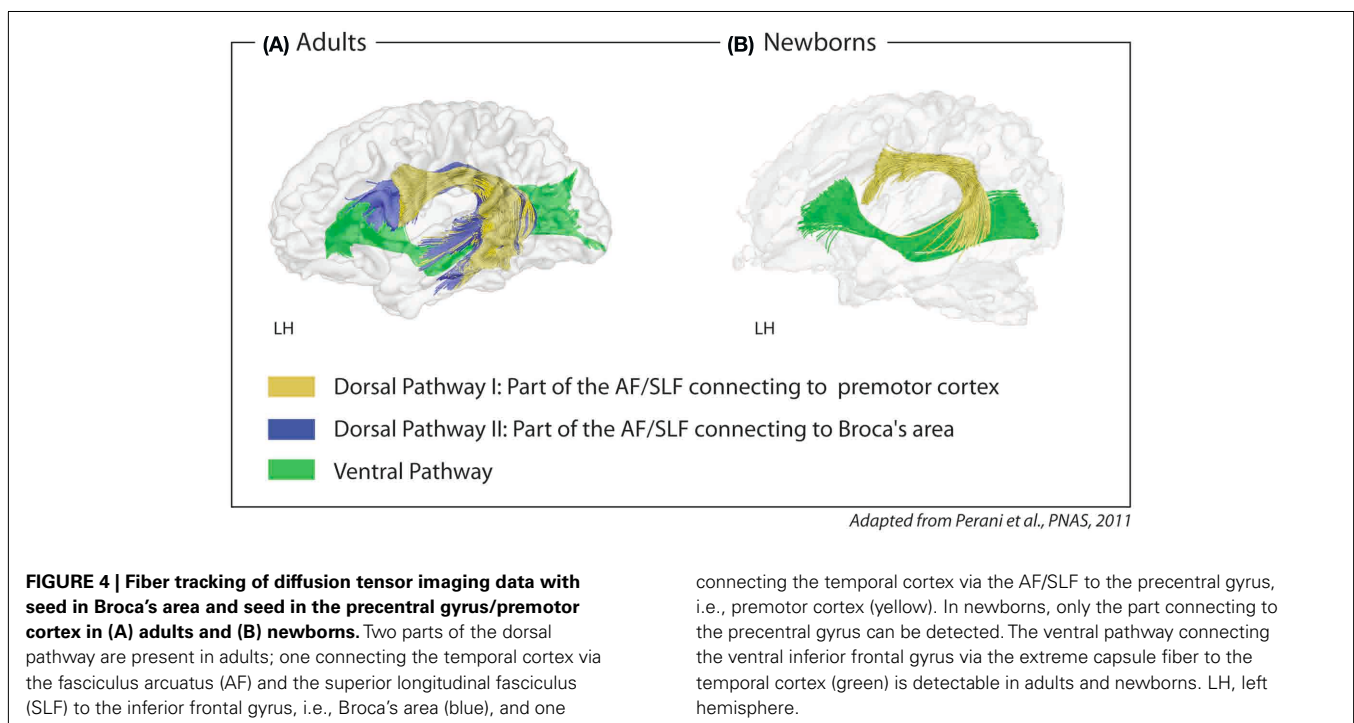 (A) Adults
(B) Newborns
LH
LH
Dorsal Pathway I: Part of the AF/SLF connecting to premotor cortex
Dorsal Pathway II: Part of the AF/SLF connecting to Broca's area
Ventral Pathway
Adapted from Perani et al., PNAS, 2011
FIGURE 4 | Fiber tracking of diffusion tensor imaging data with
seed in Broca's area and seed in the precentral gyrus/premotor
cortex in (A) adults and (B) newborns. Two parts of the dorsal
pathway are present in adults; one connecting the temporal cortex via
the fasciculus arcuatus (AF) and the superior longitudinal fasciculus
(SLF) to the inferior frontal gyrus, i.e., Broca's area (blue), and one
connecting the temporal cortex via the AF/SLF to the precentral gyrus,
i.e., premotor cortex (yellow). In newborns, only the part connecting to
the precentral gyrus can be detected. The ventral pathway connecting
the ventral inferior frontal gyrus via the extreme capsule fiber to the
temporal cortex (green) is detectable in adults and newborns. LH, left
hemisphere.